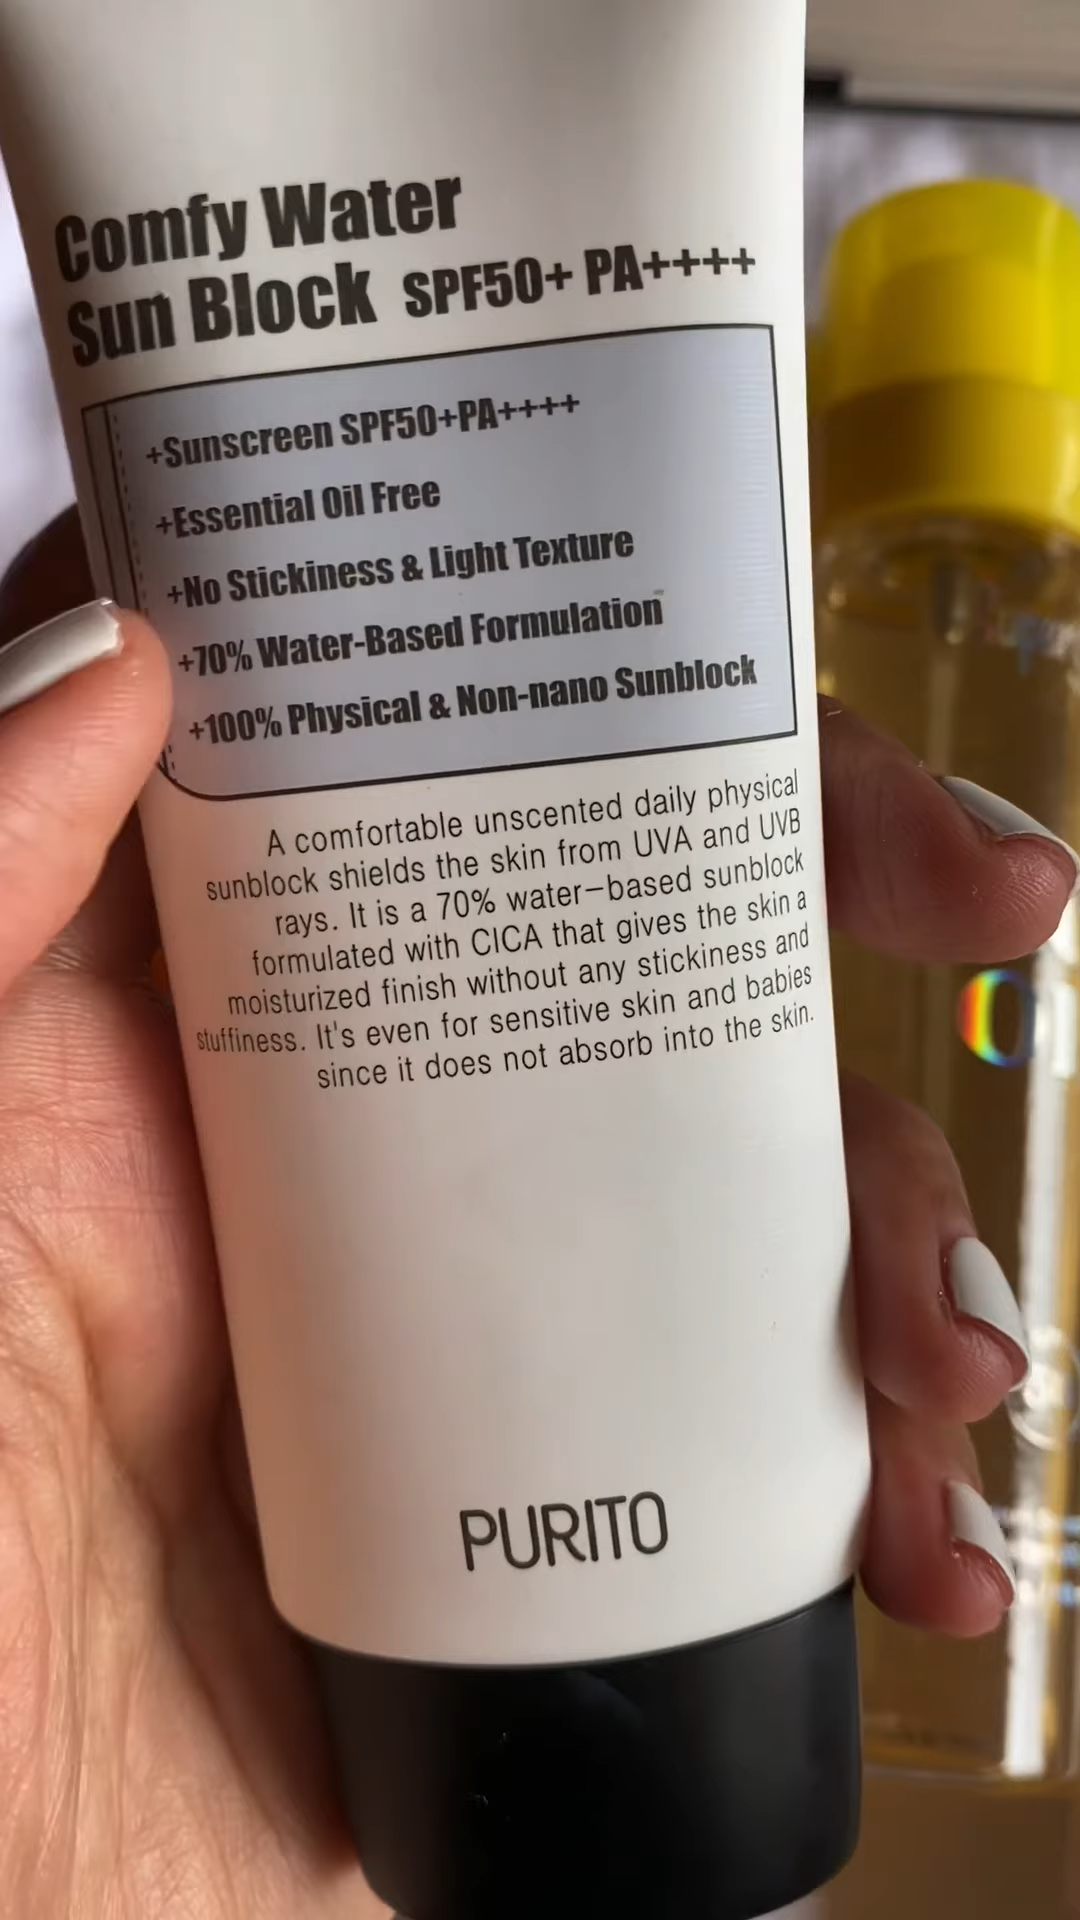 Comfy Water
Sun Block SPF50+ PA++++
+Sunscreen SPF50+PA++++
+Essential Oil Free
+No Stickiness & Light Texture
+70% Water-Based Formulation
+100% Physical & Non-nano Sunblock
A comfortable unscented daily physical
sunblock shields the skin from UVA and UVB
rays. It is a 70% water-based sunblock
formulated with CICA that gives the skin a
moisturized finish without any stickiness and
stuffiness. It's even for sensitive skin and babies
since it does not absorb into the skin.
PURITO